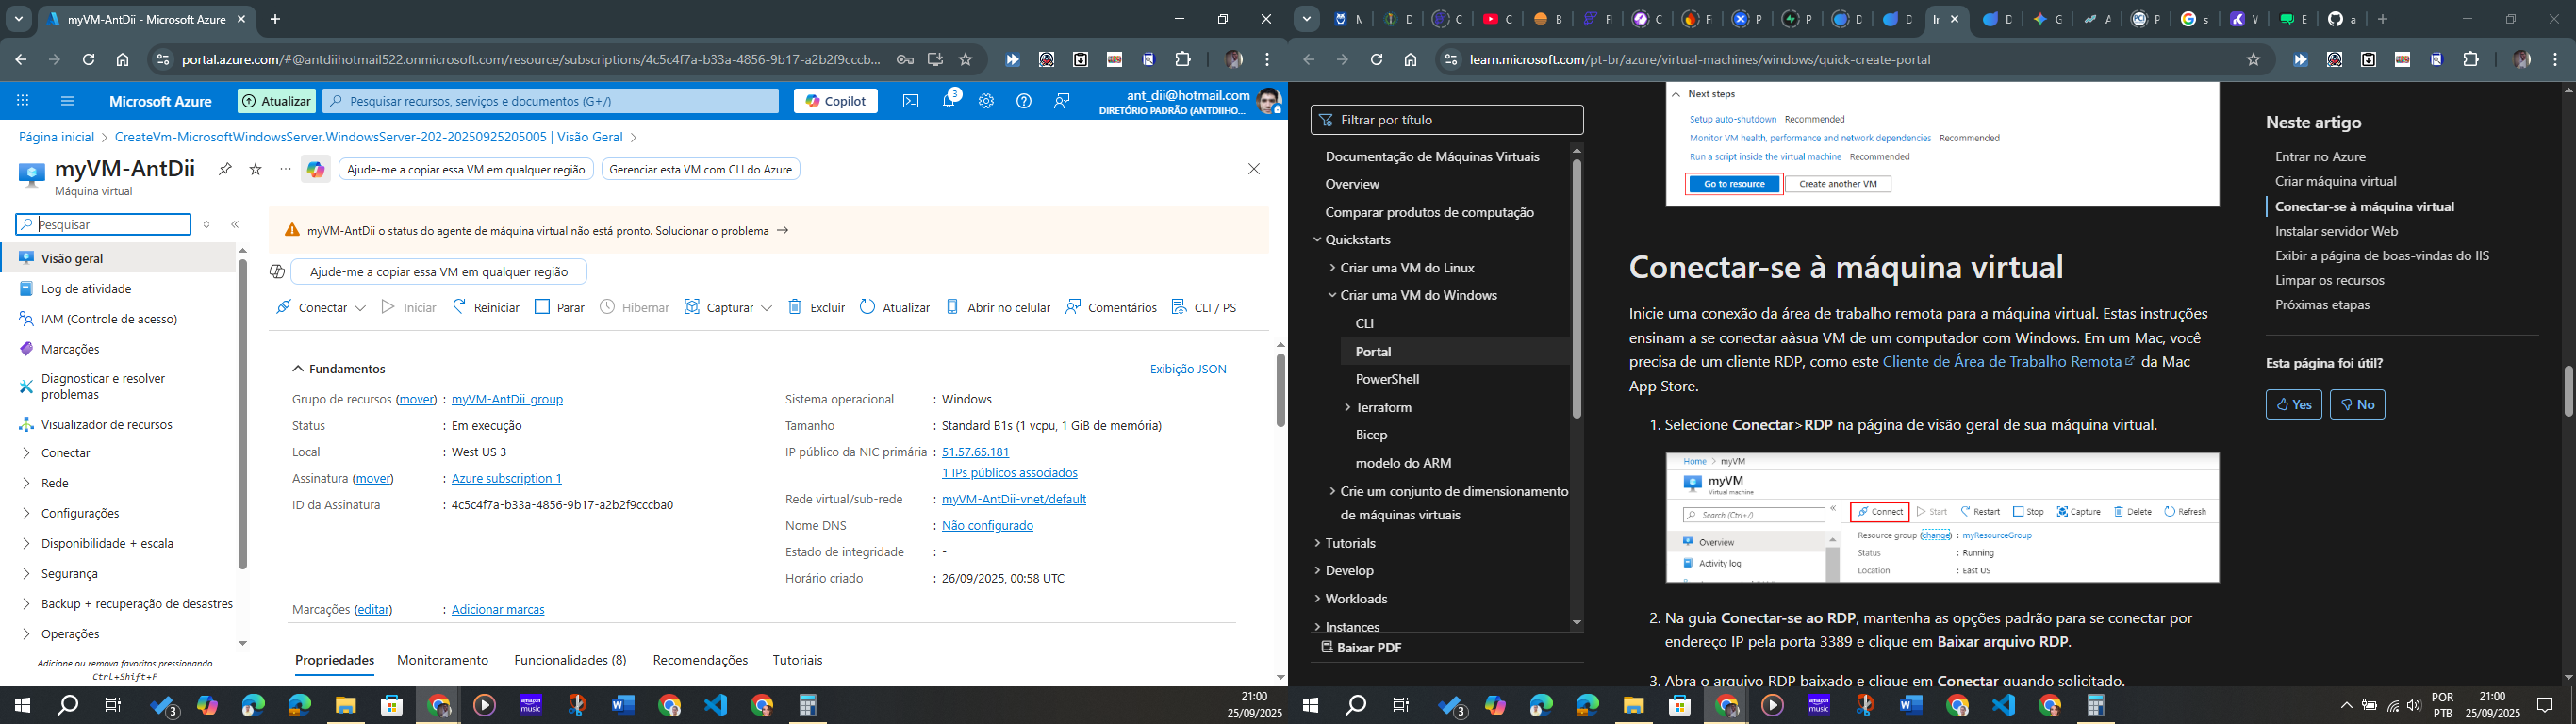 myVM-AntDii - Microsoft Azure
portal.azure.com/#@antdiihotmail522.onmicrosoft.com/resource/subscriptions/4c5c4f7a-b33a-4856-9b17-a2b2f9cccb...
Microsoft Azure
Atualizar
Pesquisar recursos, serviços e documentos (G+/)
Copilot
3
ant_dii@hotmail.com
DIRETÓRIO PADRÃO (ANTDIIHO...
Página inicial > CreateVm-MicrosoftWindowsServer.WindowsServer-202-20250925205005 | Visão Geral >
myVM-AntDii
Máquina virtual
Ajude-me a copiar essa VM em qualquer região
Gerenciar esta VM com CLI do Azure
Pesquisar
Visão geral
Log de atividade
IAM (Controle de acesso)
Marcações
Diagnosticar e resolver
problemas
Visualizador de recursos
Conectar
Rede
Configurações
Disponibilidade + escala
Segurança
Backup + recuperação de desastres
Operações
Adicione ou remova favoritos pressionando
Ctrl+Shift+F
myVM-AntDii o status do agente de máquina virtual não está pronto. Solucionar o problema →
Ajude-me a copiar essa VM em qualquer região
Conectar Iniciar Reiniciar Parar Hibernar Capturar Excluir Atualizar Abrir no celular Comentários CLI / PS
Fundamentos
Exibição JSON
Grupo de recursos (mover) : myVM-AntDii_group
Status : Em execução
Local : West US 3
Assinatura (mover) : Azure subscription 1
ID da Assinatura : 4c5c4f7a-b33a-4856-9b17-a2b2f9cccba0
Sistema operacional : Windows
Tamanho : Standard B1s (1 vcpu, 1 GiB de memória)
IP público da NIC primária : 51.57.65.181
1 IPs públicos associados
Rede virtual/sub-rede : myVM-AntDii-vnet/default
Nome DNS : Não configurado
Estado de integridade : -
Horário criado : 26/09/2025, 00:58 UTC
Marcações (editar) : Adicionar marcas
Propriedades Monitoramento Funcionalidades (8) Recomendações Tutoriais
3
21:00
25/09/2025
learn.microsoft.com/pt-br/azure/virtual-machines/windows/quick-create-portal
Filtrar por título
Documentação de Máquinas Virtuais
Overview
Comparar produtos de computação
Quickstarts
Criar uma VM do Linux
Criar uma VM do Windows
CLI
Portal
PowerShell
Terraform
Bicep
modelo do ARM
Crie um conjunto de dimensionamento
de máquinas virtuais
Tutorials
Develop
Workloads
Instances
Baixar PDF
Next steps
Setup auto-shutdown Recommended
Monitor VM health, performance and network dependencies Recommended
Run a script inside the virtual machine Recommended
Go to resource
Create another VM
Conectar-se à máquina virtual
Inicie uma conexão da área de trabalho remota para a máquina virtual. Estas instruções
ensinam a se conectar aàsua VM de um computador com Windows. Em um Mac, você
precisa de um cliente RDP, como este Cliente de Área de Trabalho Remota da Mac
App Store.
1. Selecione Conectar>RDP na página de visão geral de sua máquina virtual.
Home > myVM
myVM
Virtual machine
Search (Ctrl+/)
Connect Start Restart Stop Capture Delete Refresh
Overview
Activity log
Resource group (change) : myResourceGroup
Status : Running
Location : East US
2. Na guia Conectar-se ao RDP, mantenha as opções padrão para se conectar por
endereço IP pela porta 3389 e clique em Baixar arquivo RDP.
3. Abra o arquivo RDP baixado e clique em Conectar quando solicitado.
Neste artigo
Entrar no Azure
Criar máquina virtual
Conectar-se à máquina virtual
Instalar servidor Web
Exibir a página de boas-vindas do IIS
Limpar os recursos
Próximas etapas
Esta página foi útil?
Yes
No
3
POR
PTB
21:00
25/09/2025